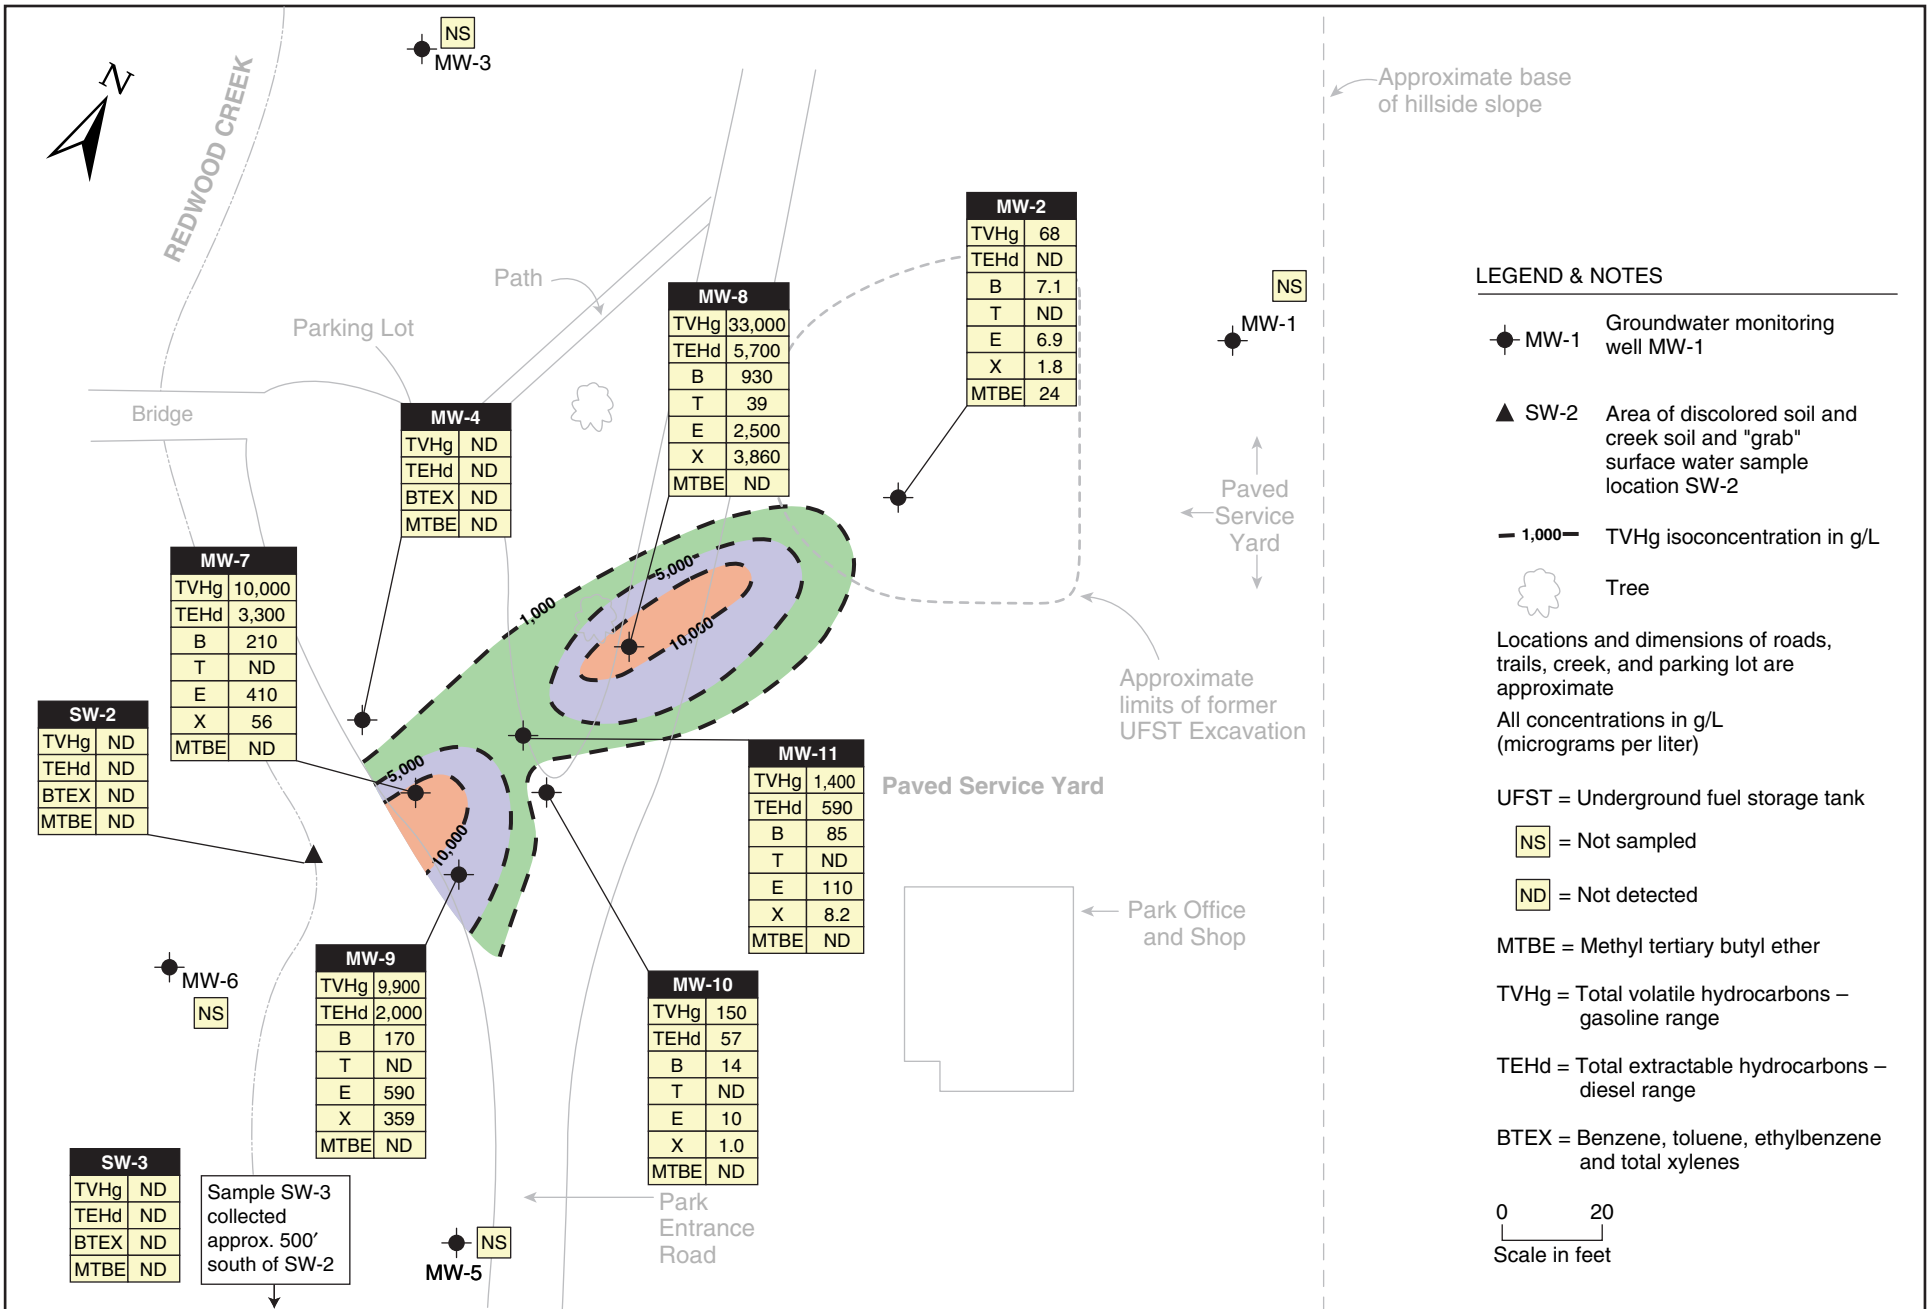 NS
MW-3
N
REDWOOD CREEK
Approximate base
of hillside slope
Path
Parking Lot
Bridge
MW-2
TVHg 68
TEHd ND
B 7.1
T ND
E 6.9
X 1.8
MTBE 24
NS
MW-1
MW-8
TVHg 33,000
TEHd 5,700
B 930
T 39
E 2,500
X 3,860
MTBE ND
MW-4
TVHg ND
TEHd ND
BTEX ND
MTBE ND
Paved
Service
Yard
MW-7
TVHg 10,000
TEHd 3,300
B 210
T ND
E 410
X 56
MTBE ND
5,000
1,000
10,000
Approximate
limits of former
UFST Excavation
SW-2
TVHg ND
TEHd ND
BTEX ND
MTBE ND
5,000
10,000
MW-11
TVHg 1,400
TEHd 590
B 85
T ND
E 110
X 8.2
MTBE ND
Paved Service Yard
Park Office
and Shop
MW-6
NS
MW-9
TVHg 9,900
TEHd 2,000
B 170
T ND
E 590
X 359
MTBE ND
MW-10
TVHg 150
TEHd 57
B 14
T ND
E 10
X 1.0
MTBE ND
SW-3
TVHg ND
TEHd ND
BTEX ND
MTBE ND
Sample SW-3
collected
approx. 500′
south of SW-2
NS
MW-5
Park
Entrance
Road
LEGEND & NOTES
MW-1 Groundwater monitoring
well MW-1
SW-2 Area of discolored soil and
creek soil and "grab"
surface water sample
location SW-2
1,000 TVHg isoconcentration in g/L
Tree
Locations and dimensions of roads,
trails, creek, and parking lot are
approximate
All concentrations in g/L
(micrograms per liter)
UFST = Underground fuel storage tank
NS = Not sampled
ND = Not detected
MTBE = Methyl tertiary butyl ether
TVHg = Total volatile hydrocarbons –
gasoline range
TEHd = Total extractable hydrocarbons –
diesel range
BTEX = Benzene, toluene, ethylbenzene
and total xylenes
0 20
Scale in feet